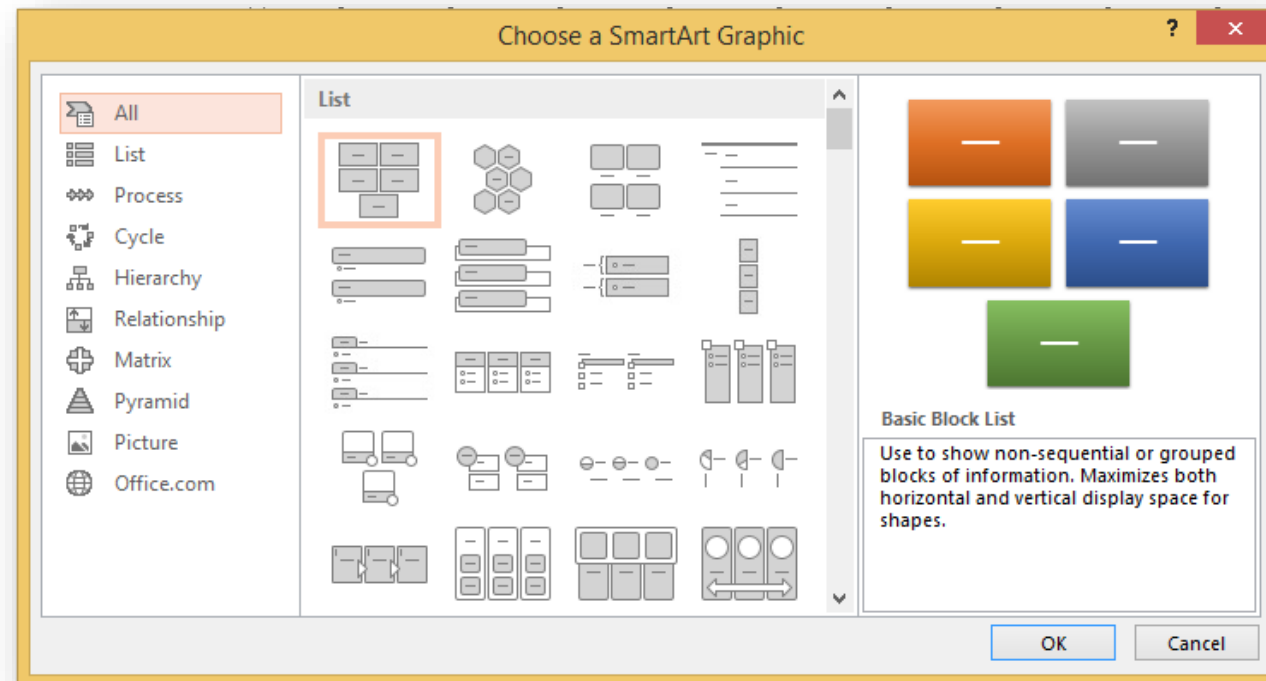 Choose a SmartArt Graphic
?
All
List
Process
Cycle
Hierarchy
Relationship
Matrix
Pyramid
Picture
Office.com
List
Basic Block List
Use to show non-sequential or grouped
blocks of information. Maximizes both
horizontal and vertical display space for
shapes.
OK
Cancel